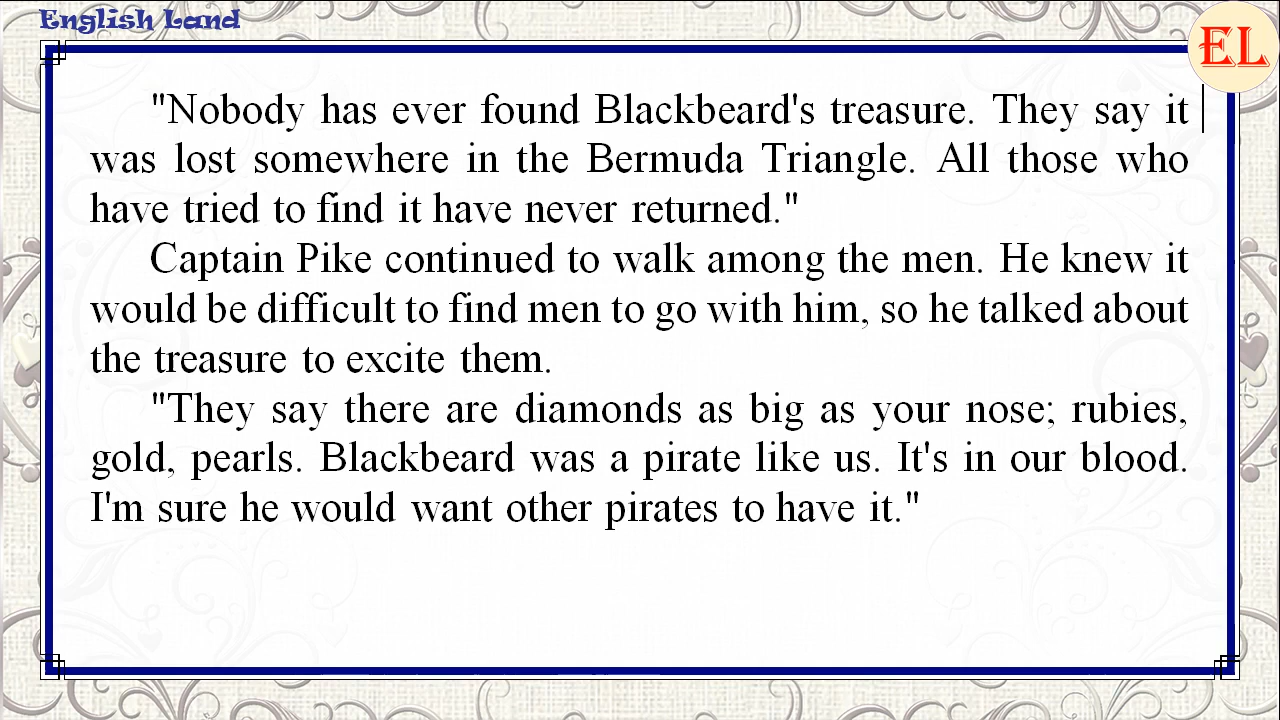 English Land
EL
"Nobody has ever found Blackbeard's treasure. They say it
was lost somewhere in the Bermuda Triangle. All those who
have tried to find it have never returned."
Captain Pike continued to walk among the men. He knew it
would be difficult to find men to go with him, so he talked about
the treasure to excite them.
"They say there are diamonds as big as your nose; rubies,
gold, pearls. Blackbeard was a pirate like us. It's in our blood.
I'm sure he would want other pirates to have it."